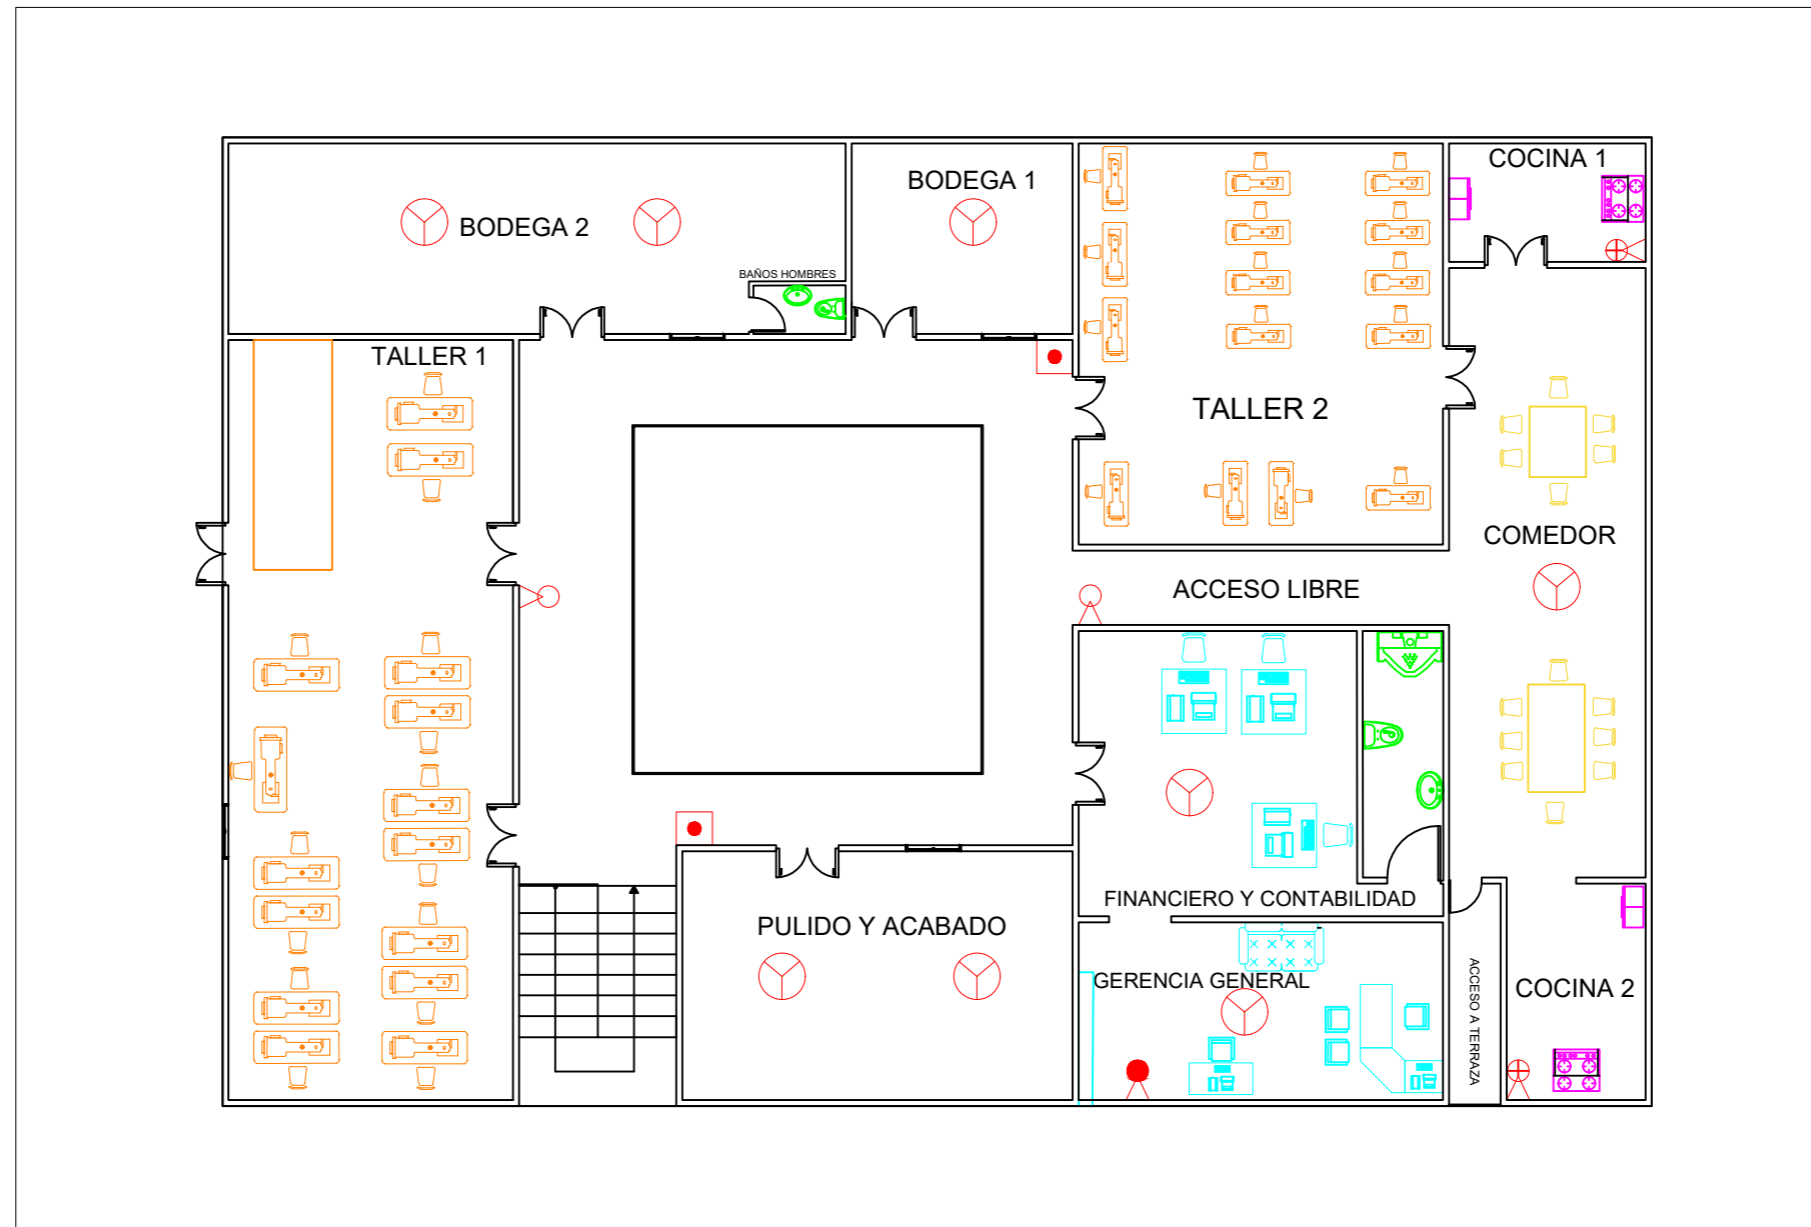 COCINA 1
BODEGA 1
BODEGA 2
BAÑOS HOMBRES
TALLER 1
TALLER 2
COMEDOR
ACCESO LIBRE
FINANCIERO Y CONTABILIDAD
PULIDO Y ACABADO
GERENCIA GENERAL
ACCESO A TERRAZA
COCINA 2